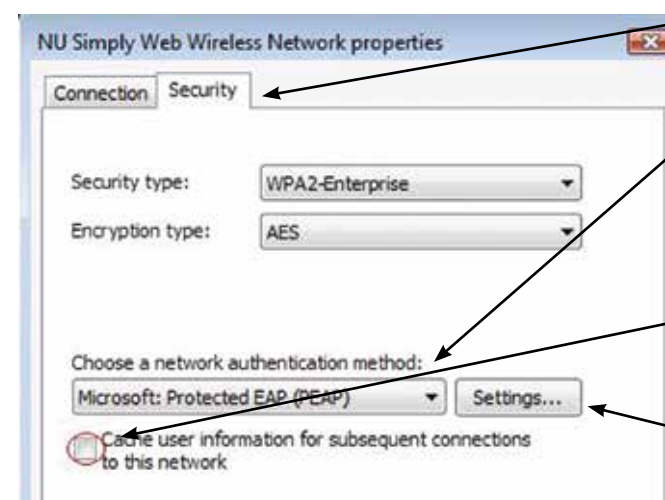 NU Simply Web Wireless Network properties
Connection Security
Security type: WPA2-Enterprise
Encryption type: AES
Choose a network authentication method:
Microsoft: Protected EAP (PEAP) Settings...
Cache user information for subsequent connections
to this network